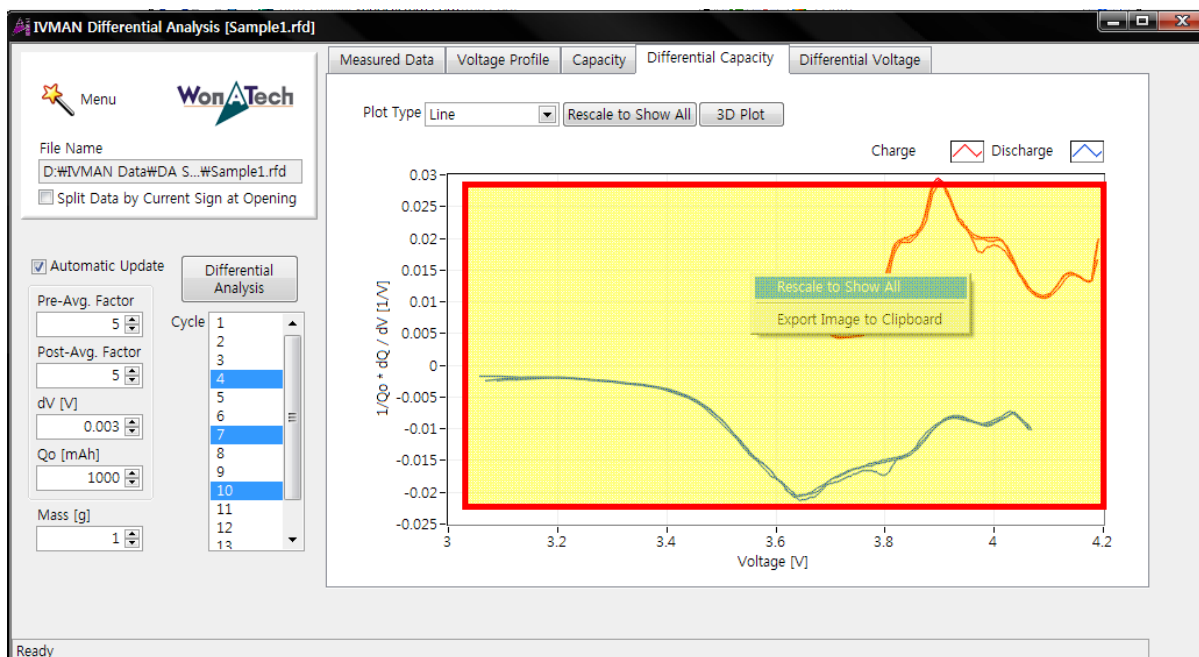 IVMAN Differential Analysis [Sample1.rfd]
Menu
WonATech
File Name
D:₩IVMAN Data₩DA S...₩Sample1.rfd
Split Data by Current Sign at Opening
Automatic Update
Differential
Analysis
Pre-Avg. Factor
5
Post-Avg. Factor
5
dV [V]
0.003
Qo [mAh]
1000
Mass [g]
1
Cycle
1
2
3
4
5
6
7
8
9
10
11
12
13
Measured Data
Voltage Profile
Capacity
Differential Capacity
Differential Voltage
Plot Type
Line
Rescale to Show All
3D Plot
Charge
Discharge
0.03
0.025
0.02
0.015
0.01
0.005
0
-0.005
-0.01
-0.015
-0.02
-0.025
1/Qo * dQ / dV [1/V]
Rescale to Show All
Export Image to Clipboard
3
3.2
3.4
3.6
3.8
4
4.2
Voltage [V]
Ready